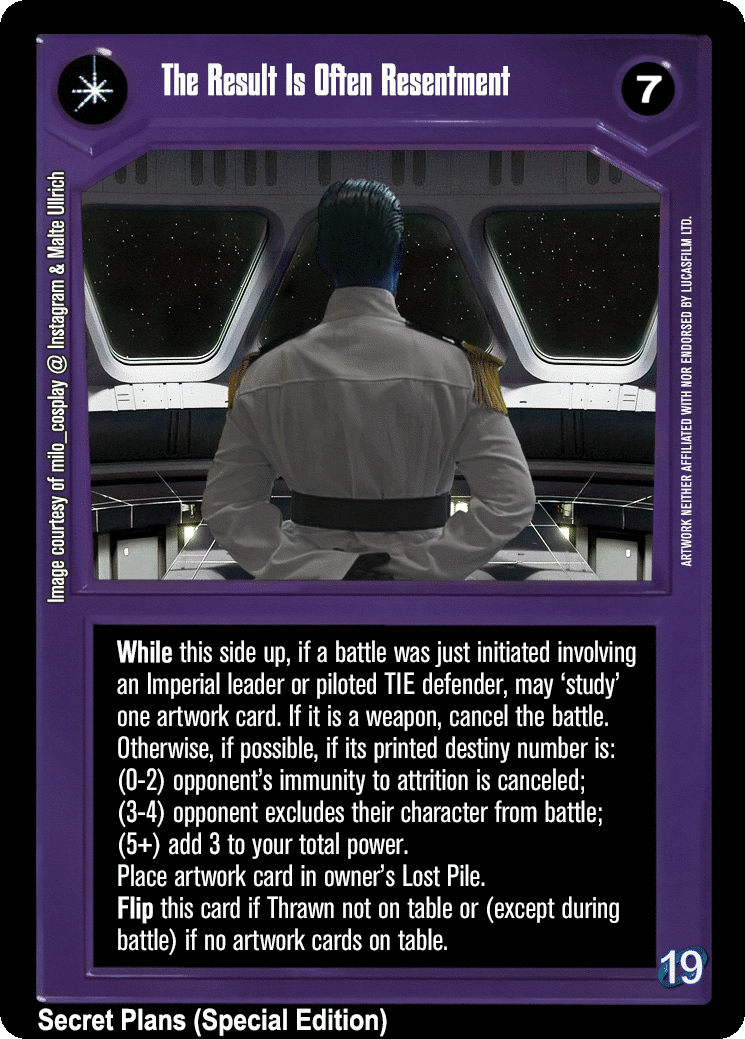 The Result Is Often Resentment
7
Image courtesy of milo_cosplay @ Instagram & Malte Ullrich
ARTWORK NEITHER AFFILIATED WITH NOR ENDORSED BY LUCASFILM LTD.
While this side up, if a battle was just initiated involving
an Imperial leader or piloted TIE defender, may ‘study’
one artwork card. If it is a weapon, cancel the battle.
Otherwise, if possible, if its printed destiny number is:
(0-2) opponent’s immunity to attrition is canceled;
(3-4) opponent excludes their character from battle;
(5+) add 3 to your total power.
Place artwork card in owner’s Lost Pile.
Flip this card if Thrawn not on table or (except during
battle) if no artwork cards on table.
19
Secret Plans (Special Edition)